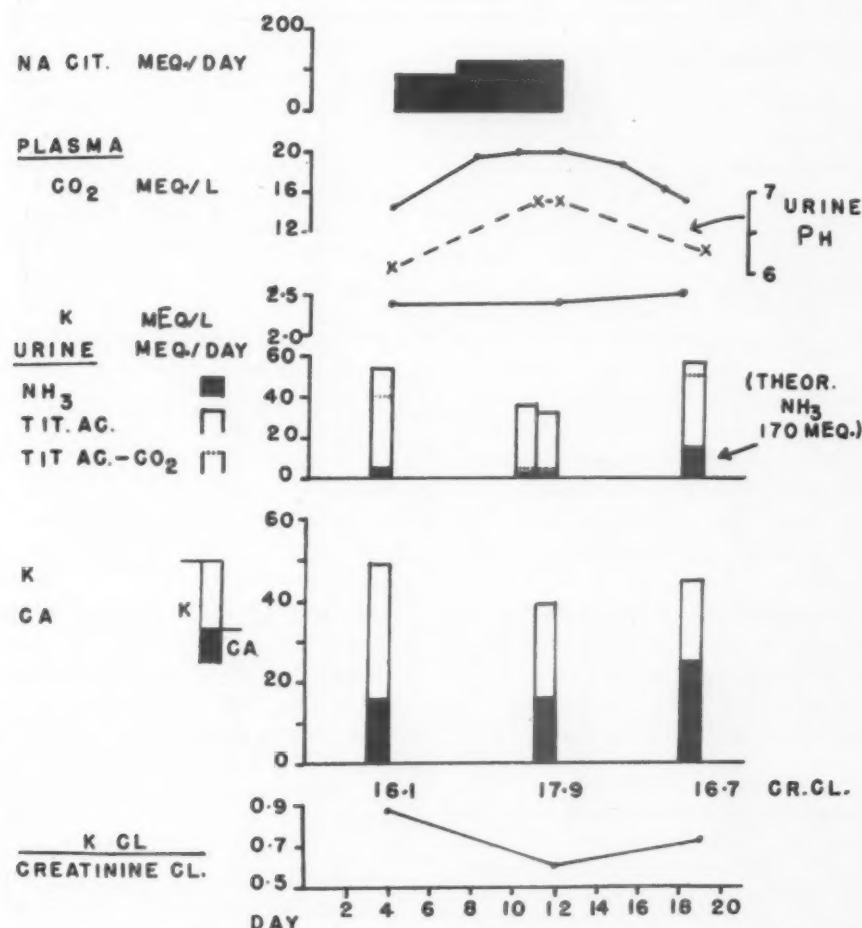 200
NA CIT. MEQ./DAY
0
PLASMA
20
CO2 MEQ./L
16
12
7
URINE
PH
6
2.5
K MEQ/L
2.0
URINE MEQ./DAY
60
NH3
40
TIT. AC.
20
TIT AC.-CO2
0
(THEOR.
NH3
170 MEQ.)
60
K
40
CA
K
CA
20
0
16.1 17.9 16.7 CR.CL.
0.9
K CL
0.7
CREATININE CL.
0.5
DAY 2 4 6 8 10 12 14 16 18 20